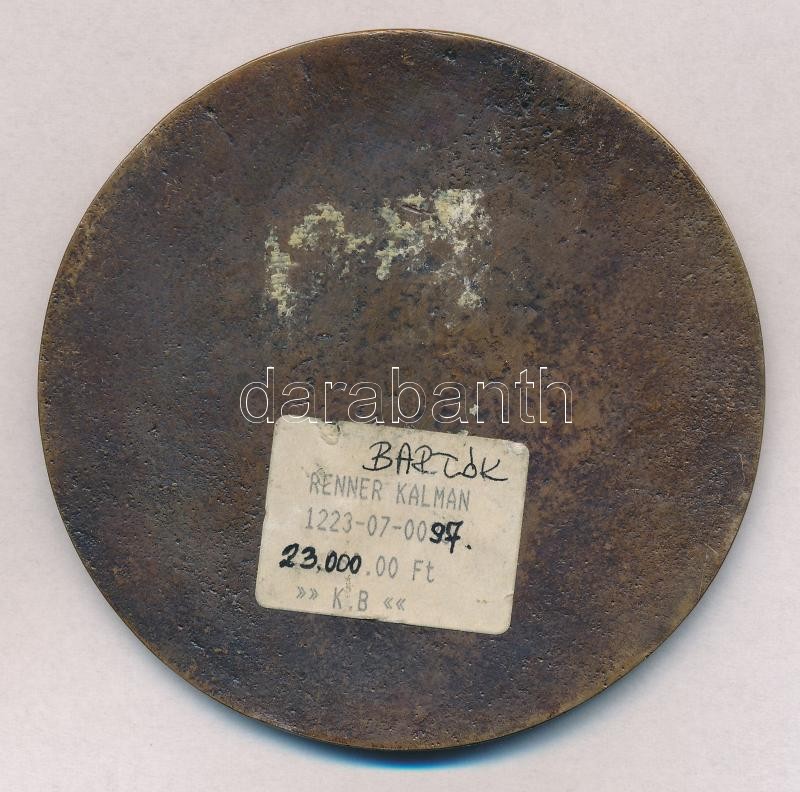 darabanth
BARTÓK
RENNER KALMAN
1223-07-0097.
23.000.00 Ft
»» K.B ««